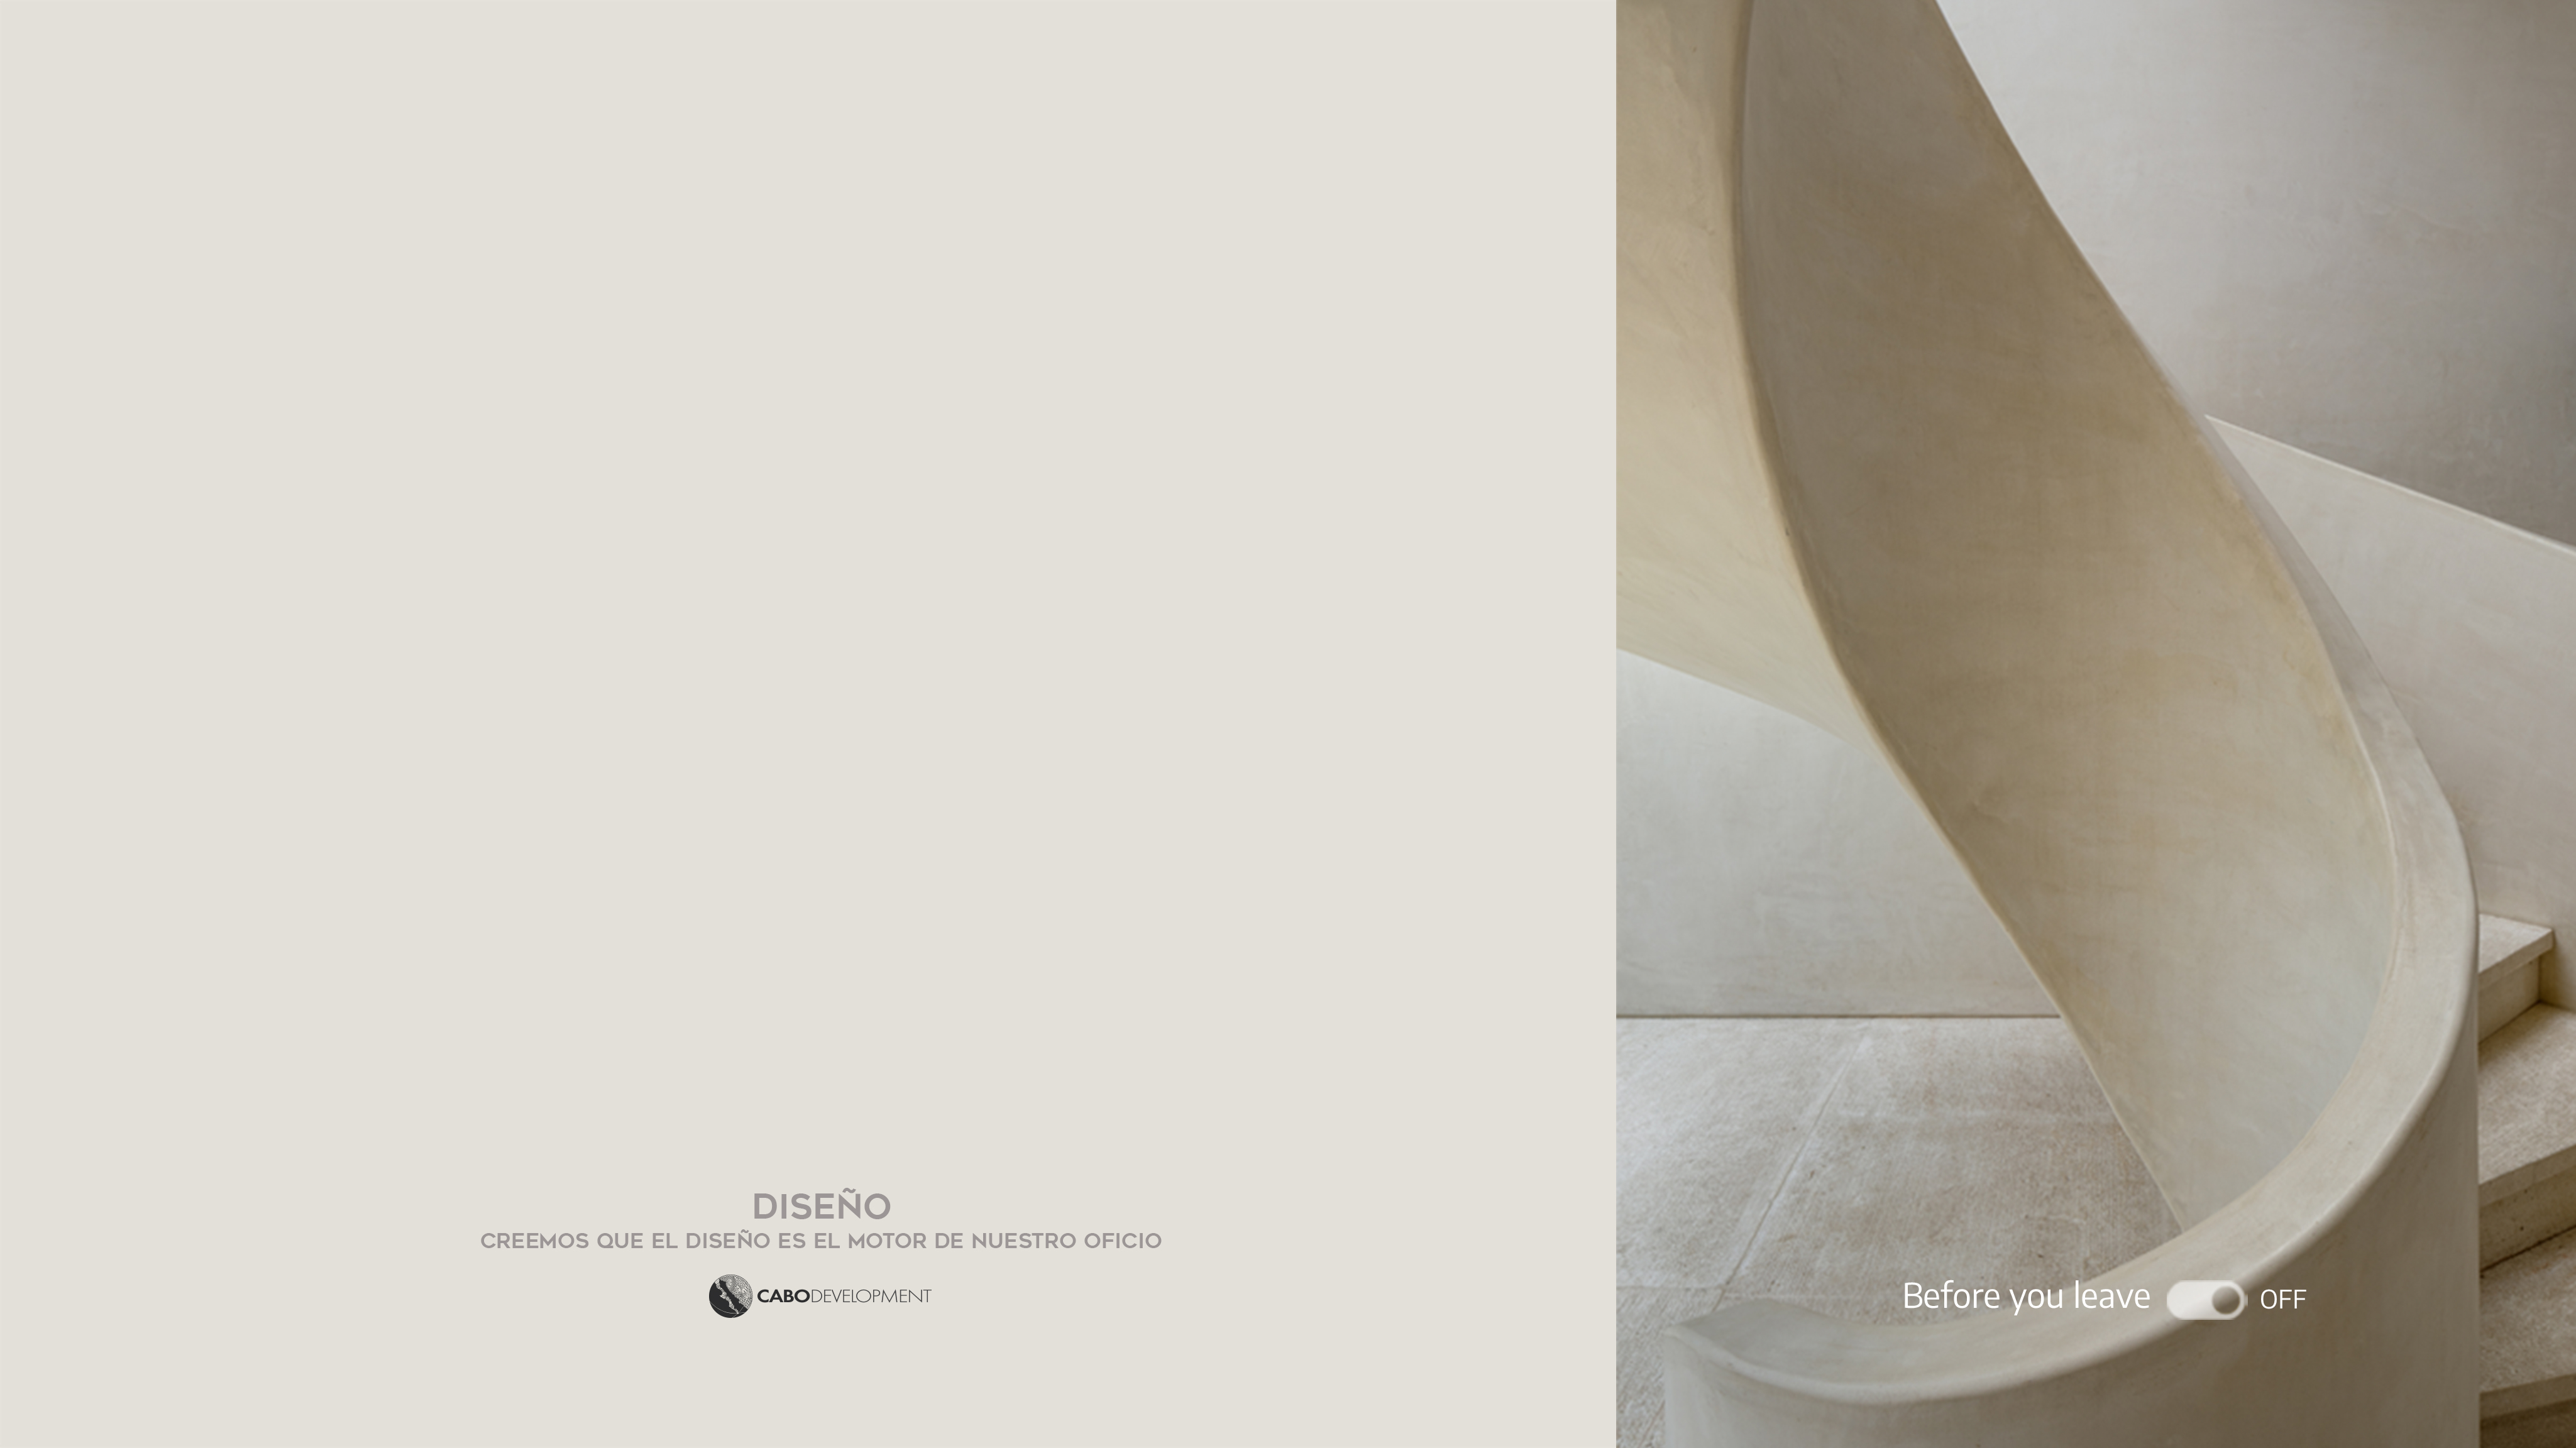 DISEÑO
CREEMOS QUE EL DISEÑO ES EL MOTOR DE NUESTRO OFICIO
CABODEVELOPMENT
Before you leave OFF